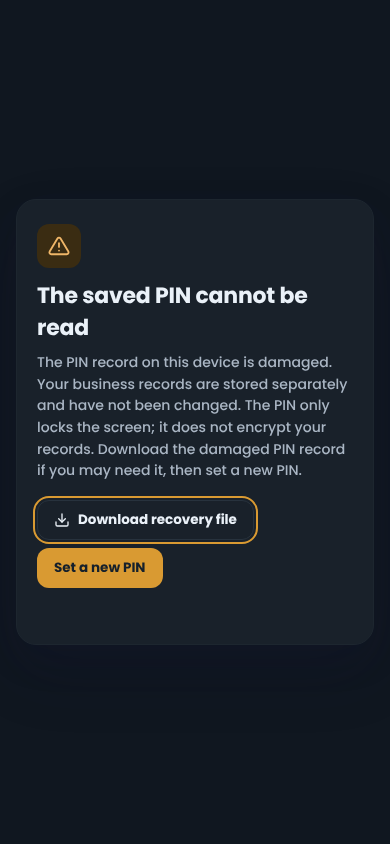 The saved PIN cannot be
read
The PIN record on this device is damaged.
Your business records are stored separately
and have not been changed. The PIN only
locks the screen; it does not encrypt your
records. Download the damaged PIN record
if you may need it, then set a new PIN.
Download recovery file
Set a new PIN